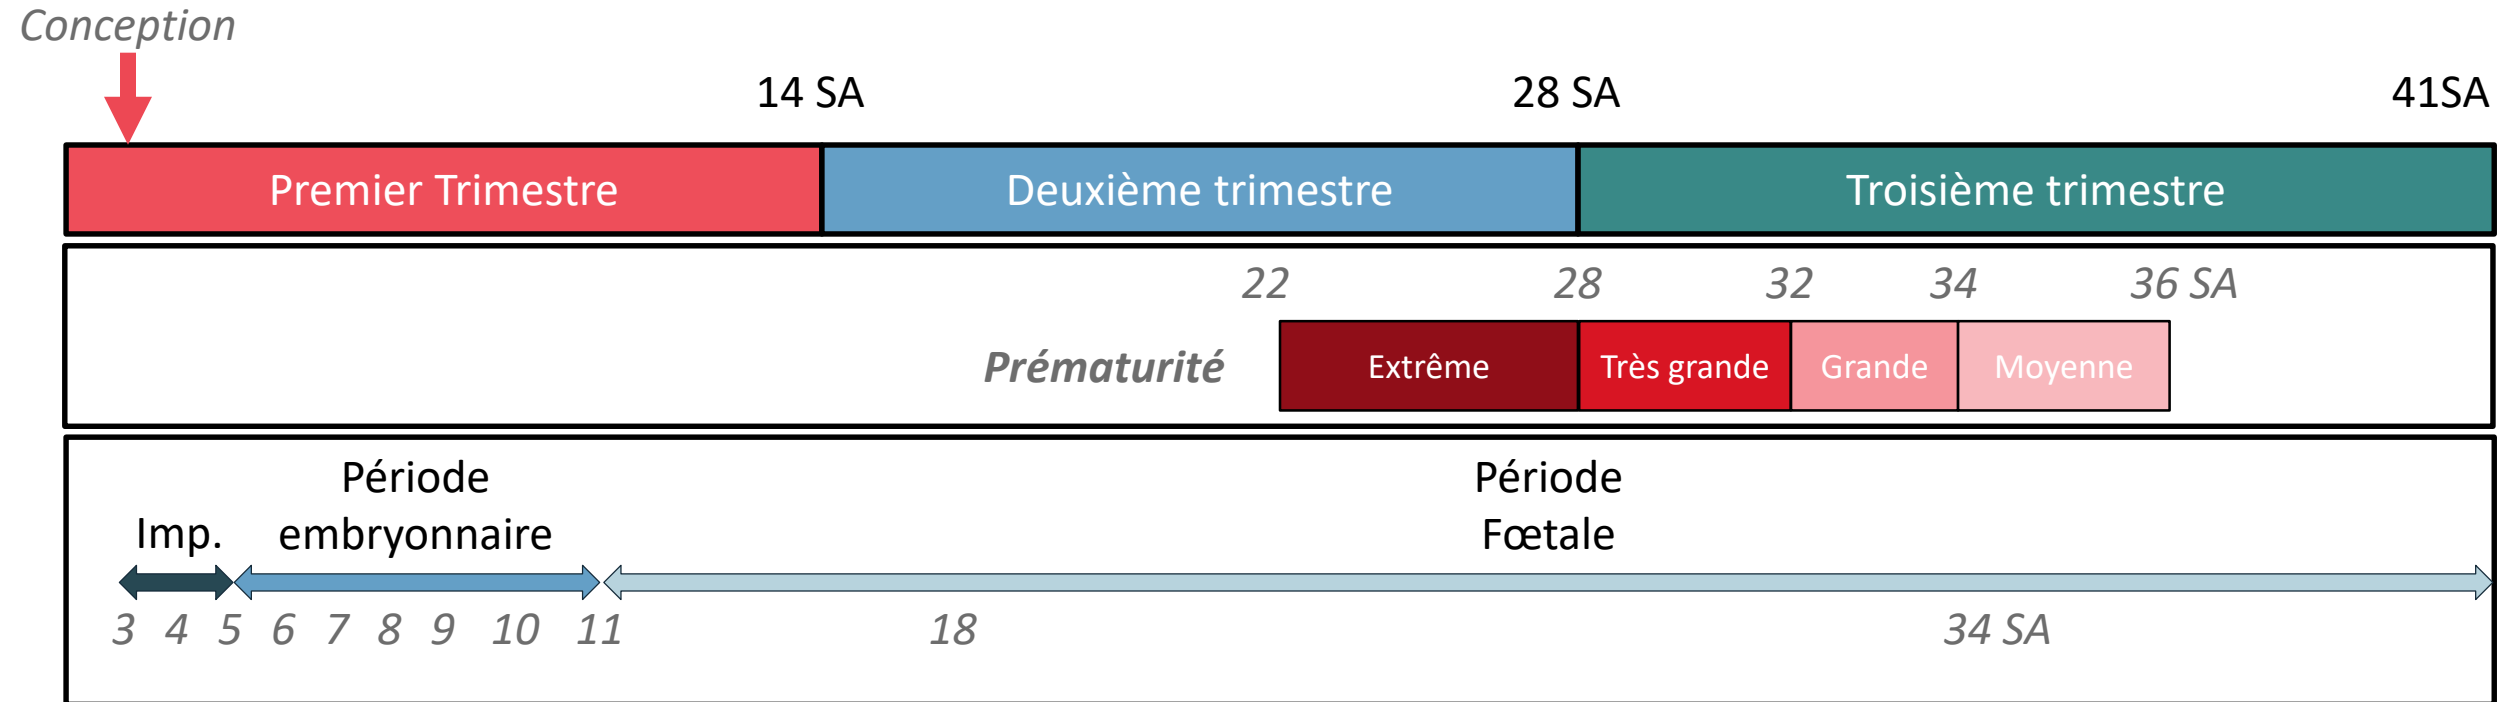 Conception
14 SA 28 SA 41SA
Premier Trimestre Deuxième trimestre Troisième trimestre
22 28 32 34 36 SA
Prématurité Extrême Très grande Grande Moyenne
Période Période
Imp. embryonnaire Fœtale
3 4 5 6 7 8 9 10 11 18 34 SA